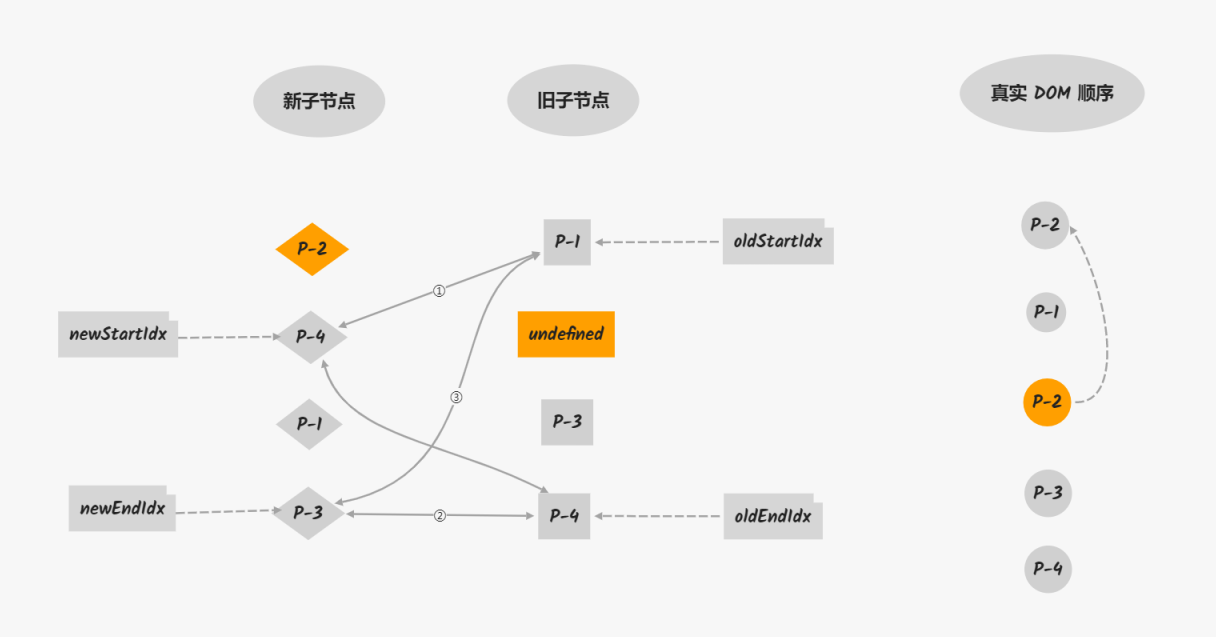 新子节点
旧子节点
真实 DOM 顺序
P-2
P-1
oldStartIdx
P-2
①
newStartIdx
P-4
undefined
P-1
③
P-1
P-3
P-2
newEndIdx
P-3
②
P-4
oldEndIdx
P-3
P-4